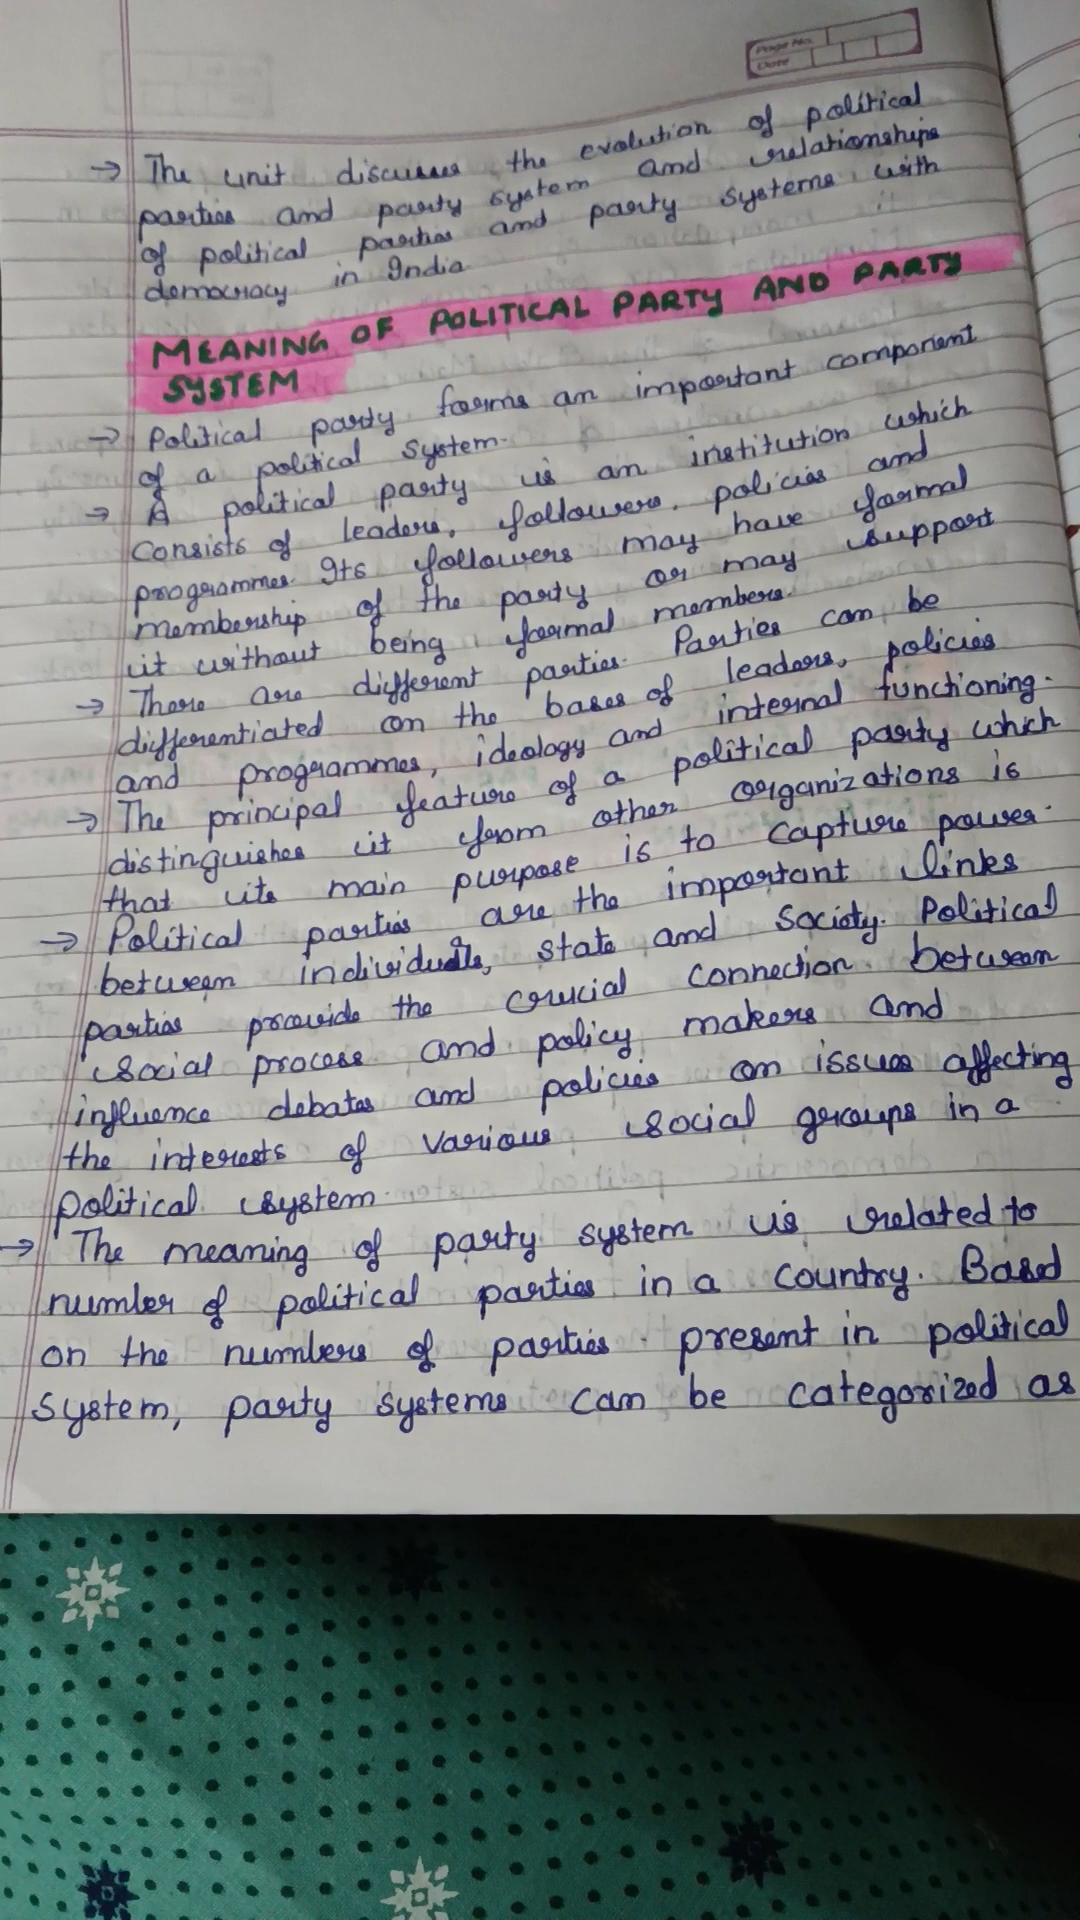 Page No.
Date
→ The unit discusses the evolution of political
parties and party system and relationships
of political parties and party systems with
democracy in India
MEANING OF POLITICAL PARTY AND PARTY
SYSTEM
→ Political party forms an important component
of a political system.
→ A political party is an institution which
consists of leaders, followers, policies and
programmes. Its followers may have formal
membership of the party or may support
it without being formal members.
→ There are different parties. Parties can be
differentiated on the bases of leaders, policies
and programmes, ideology and internal functioning.
→ The principal feature of a political party which
distinguishes it from other organizations is
that its main purpose is to capture power.
→ Political parties are the important links
between individuals, state and society. Political
parties provide the crucial connection between
social process and policy makers and
influence debates and policies on issues affecting
the interests of various social groups in a
political system.
→ The meaning of party system is related to
number of political parties in a country. Based
on the numbers of parties present in political
system, party systems can be categorized as